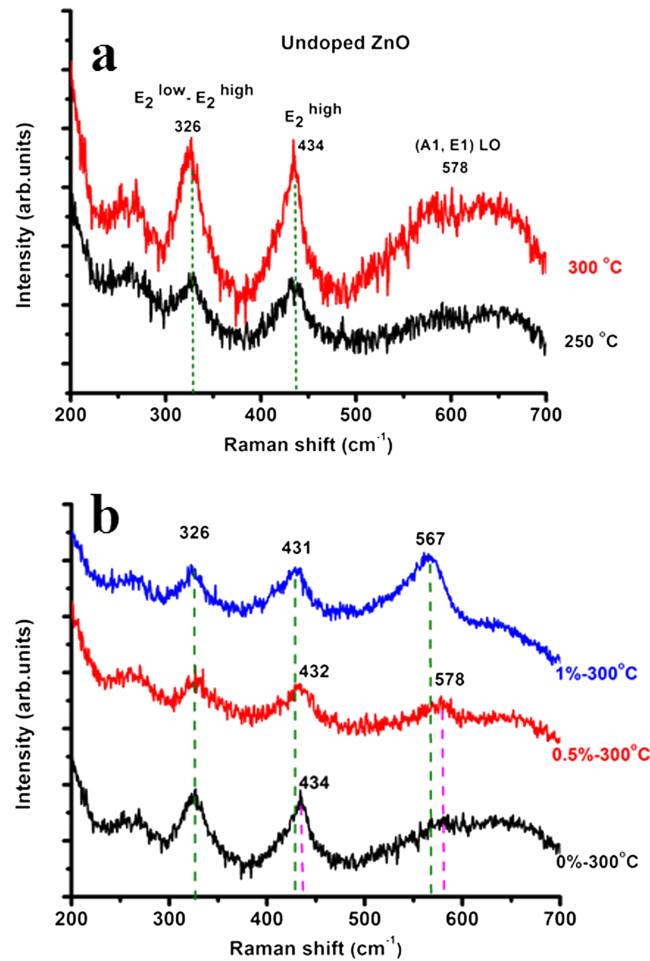 a
Undoped ZnO
E2 low- E2 high
326
E2 high
434
(A1, E1) LO
578
Intensity (arb.units)
300 °C
250 °C
200 300 400 500 600 700
Raman shift (cm-1)
b
326
431
567
1%-300°C
432
578
0.5%-300°C
434
0%-300°C
Intensity (arb.units)
200 300 400 500 600 700
Raman shift (cm-1)